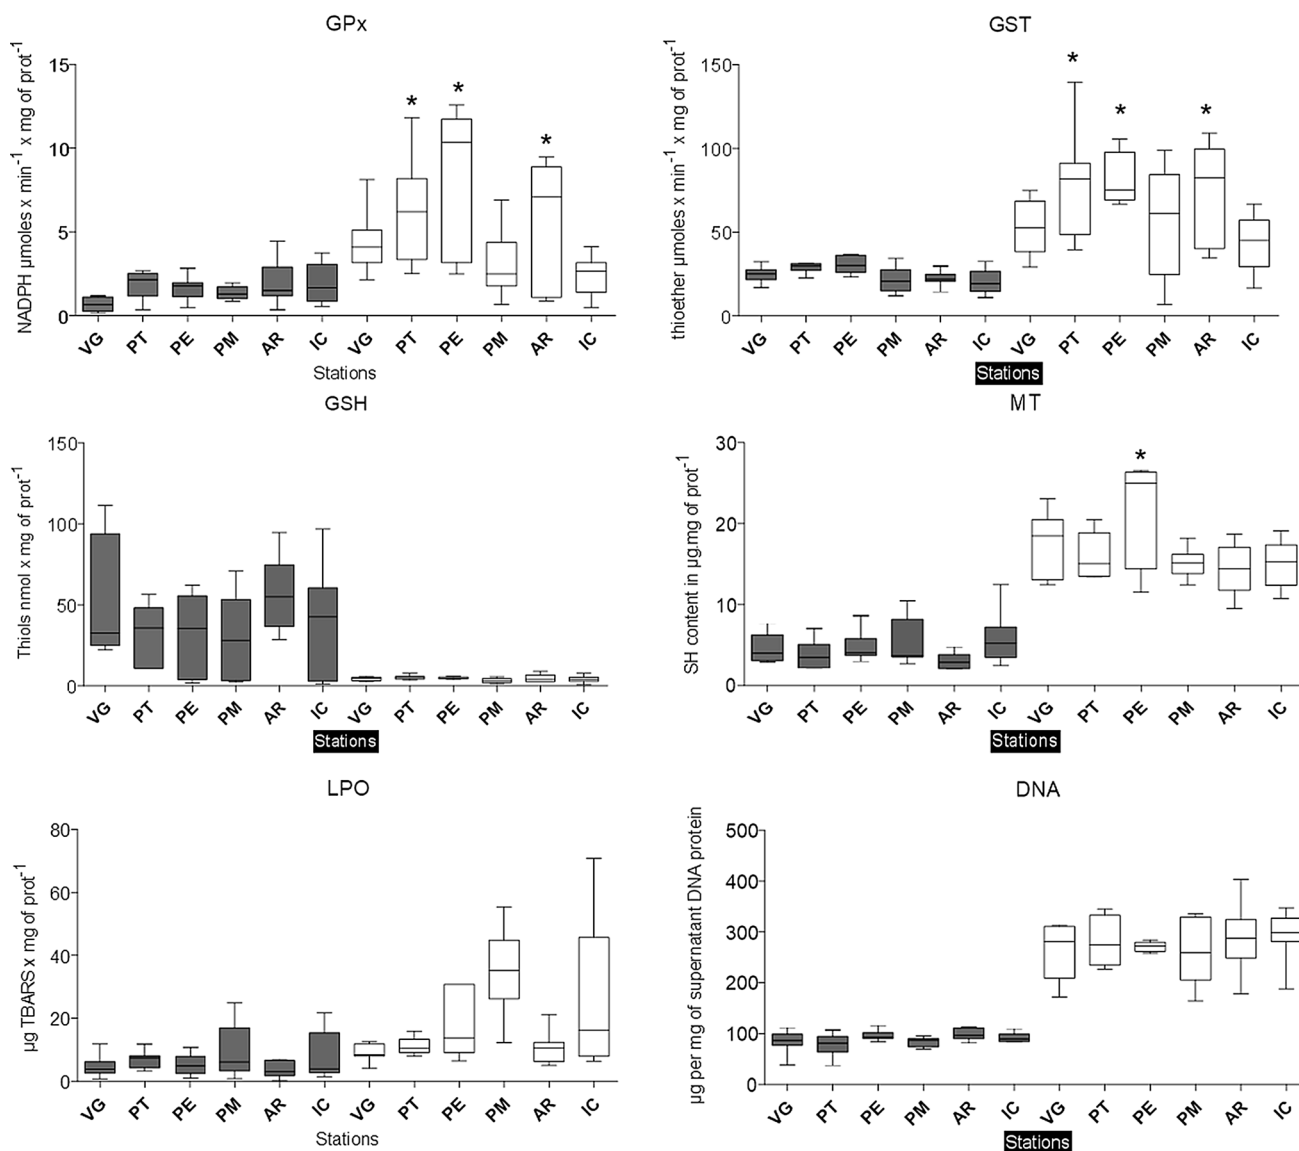 GPx
NADPH µmoles x min⁻¹ x mg of prot⁻¹
15
10
5
0
* * *
VG PT PE PM AR IC VG PT PE PM AR IC
Stations
GST
thioether µmoles x min⁻¹ x mg of prot⁻¹
150
100
50
0
* * *
VG PT PE PM AR IC VG PT PE PM AR IC
Stations
GSH
Thiols nmol x mg of prot⁻¹
150
100
50
0
VG PT PE PM AR IC VG PT PE PM AR IC
Stations
MT
SH content in µg.mg of prot⁻¹
30
20
10
0
*
VG PT PE PM AR IC VG PT PE PM AR IC
Stations
LPO
µg TBARS x mg of prot⁻¹
80
60
40
20
0
VG PT PE PM AR IC VG PT PE PM AR IC
Stations
DNA
µg per mg of supernatant DNA protein
500
400
300
200
100
0
VG PT PE PM AR IC VG PT PE PM AR IC
Stations